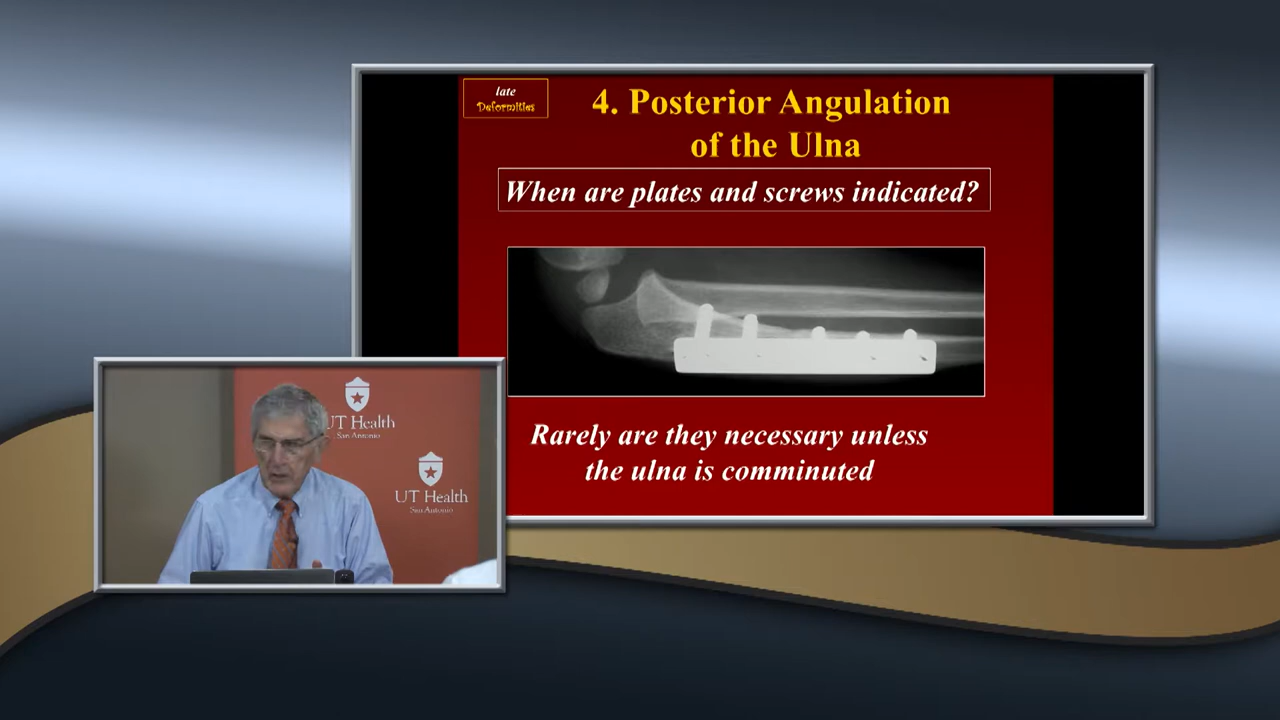 late
Deformities
4. Posterior Angulation
of the Ulna
When are plates and screws indicated?
Rarely are they necessary unless
the ulna is comminuted
UT Health
San Antonio
UT Health
San Antonio